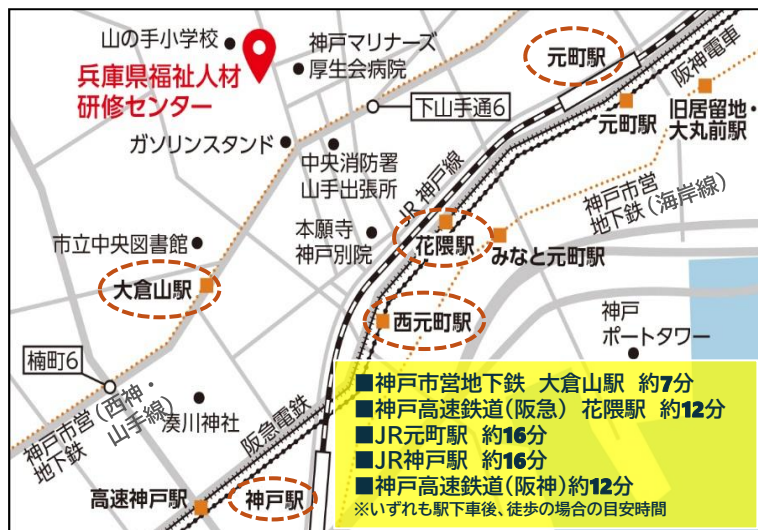 山の手小学校
兵庫県福祉人材
研修センター
神戸マリナーズ
厚生会病院
元町駅
阪神電車
下山手通6
元町駅
旧居留地・
大丸前駅
ガソリンスタンド
中央消防署
山手出張所
JR 神戸線
神戸市営
地下鉄(海岸線)
市立中央図書館
本願寺
神戸別院
花隈駅
みなと元町駅
大倉山駅
西元町駅
神戸
ポートタワー
楠町6
神戸市営
地下鉄
(西神・
山手線)
湊川神社
阪急電鉄
高速神戸駅
神戸駅
■神戸市営地下鉄 大倉山駅 約7分
■神戸高速鉄道(阪急) 花隈駅 約12分
■JR元町駅 約16分
■JR神戸駅 約16分
■神戸高速鉄道(阪神)約12分
※いずれも駅下車後、徒歩の場合の目安時間